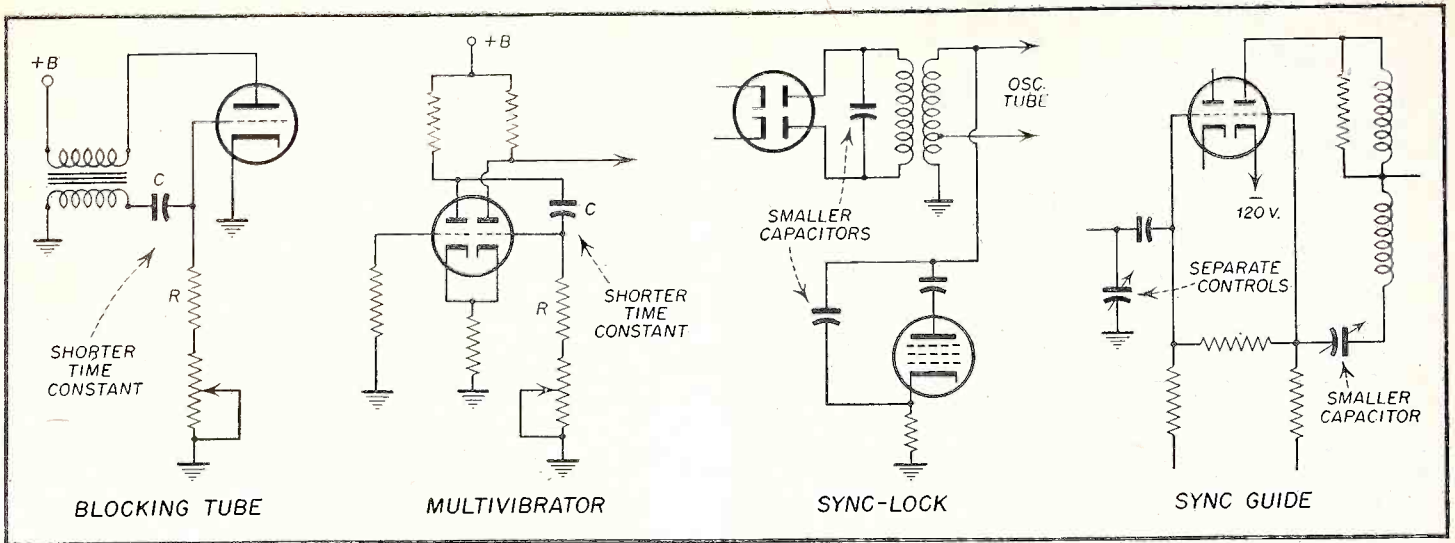 +B
C
R
SHORTER
TIME
CONSTANT
BLOCKING TUBE
+B
C
R
SHORTER
TIME
CONSTANT
MULTIVIBRATOR
OSC.
TUBE
SMALLER
CAPACITORS
SYNC-LOCK
120 V.
SEPARATE
CONTROLS
SMALLER
CAPACITOR
SYNC GUIDE